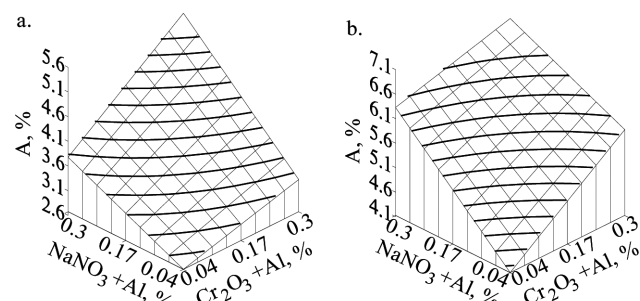 a.
A, %
5.6
5.1
4.6
4.1
3.6
3.1
2.6
0.3 0.17 0.04
NaNO₃ +Al, %
0.04 0.17 0.3
Cr₂O₃ +Al, %
b.
A, %
7.1
6.6
6.1
5.6
5.1
4.6
4.1
0.3 0.17 0.04
NaNO₃ +Al, %
0.04 0.17 0.3
Cr₂O₃ +Al, %